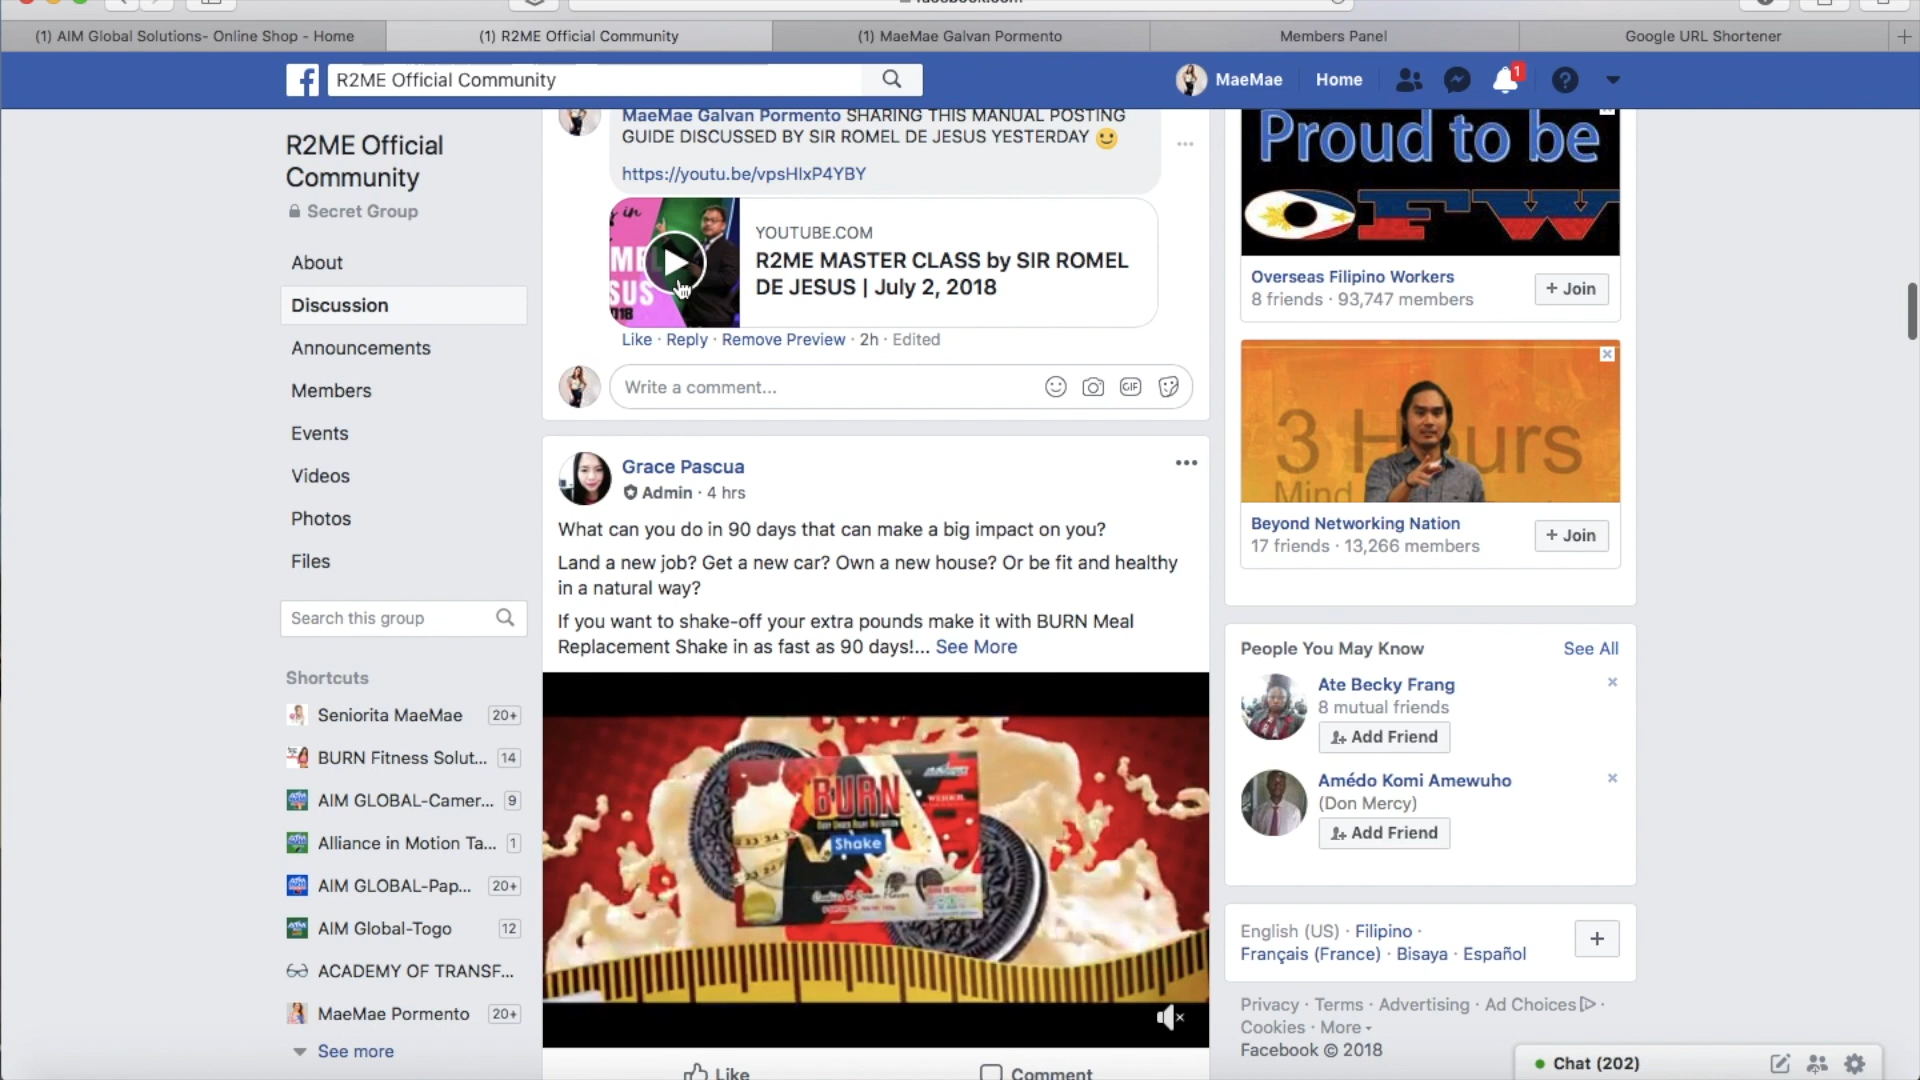 (1) AIM Global Solutions- Online Shop - Home
(1) R2ME Official Community
(1) MaeMae Galvan Pormento
Members Panel
Google URL Shortener
R2ME Official Community
MaeMae
Home
1
R2ME Official
Community
Secret Group
About
Discussion
Announcements
Members
Events
Videos
Photos
Files
Search this group
Shortcuts
Seniorita MaeMae 20+
BURN Fitness Solut... 14
AIM GLOBAL-Camer... 9
Alliance in Motion Ta... 1
AIM GLOBAL-Pap... 20+
AIM Global-Togo 12
ACADEMY OF TRANSF...
MaeMae Pormento 20+
See more
MaeMae Galvan Pormento SHARING THIS MANUAL POSTING
GUIDE DISCUSSED BY SIR ROMEL DE JESUS YESTERDAY 🙂
https://youtu.be/vpsHIxP4YBY
YOUTUBE.COM
R2ME MASTER CLASS by SIR ROMEL
DE JESUS | July 2, 2018
Like · Reply · Remove Preview · 2h · Edited
Write a comment...
GIF
Grace Pascua
Admin · 4 hrs
What can you do in 90 days that can make a big impact on you?
Land a new job? Get a new car? Own a new house? Or be fit and healthy
in a natural way?
If you want to shake-off your extra pounds make it with BURN Meal
Replacement Shake in as fast as 90 days!... See More
BURN
Shake
Like
Comment
Proud to be
OFW
Overseas Filipino Workers
8 friends · 93,747 members
+ Join
3 Hours
Mind
Beyond Networking Nation
17 friends · 13,266 members
+ Join
People You May Know
See All
Ate Becky Frang
8 mutual friends
Add Friend
Amédo Komi Amewuho
(Don Mercy)
Add Friend
English (US) · Filipino ·
Français (France) · Bisaya · Español
Privacy · Terms · Advertising · Ad Choices ·
Cookies · More
Facebook © 2018
Chat (202)